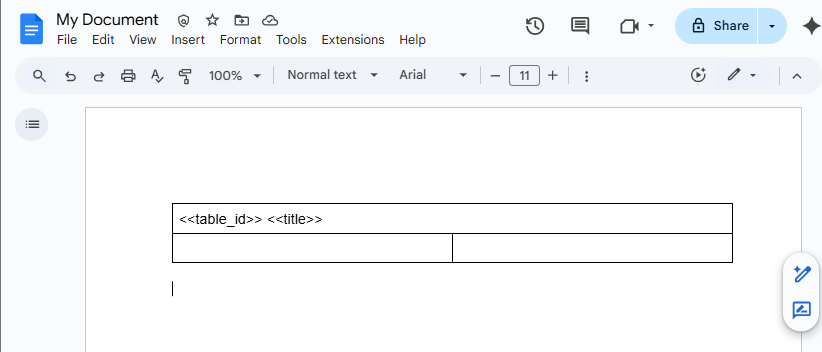 My Document
File Edit View Insert Format Tools Extensions Help
Share
100% Normal text Arial 11
<<table_id>> <<title>>